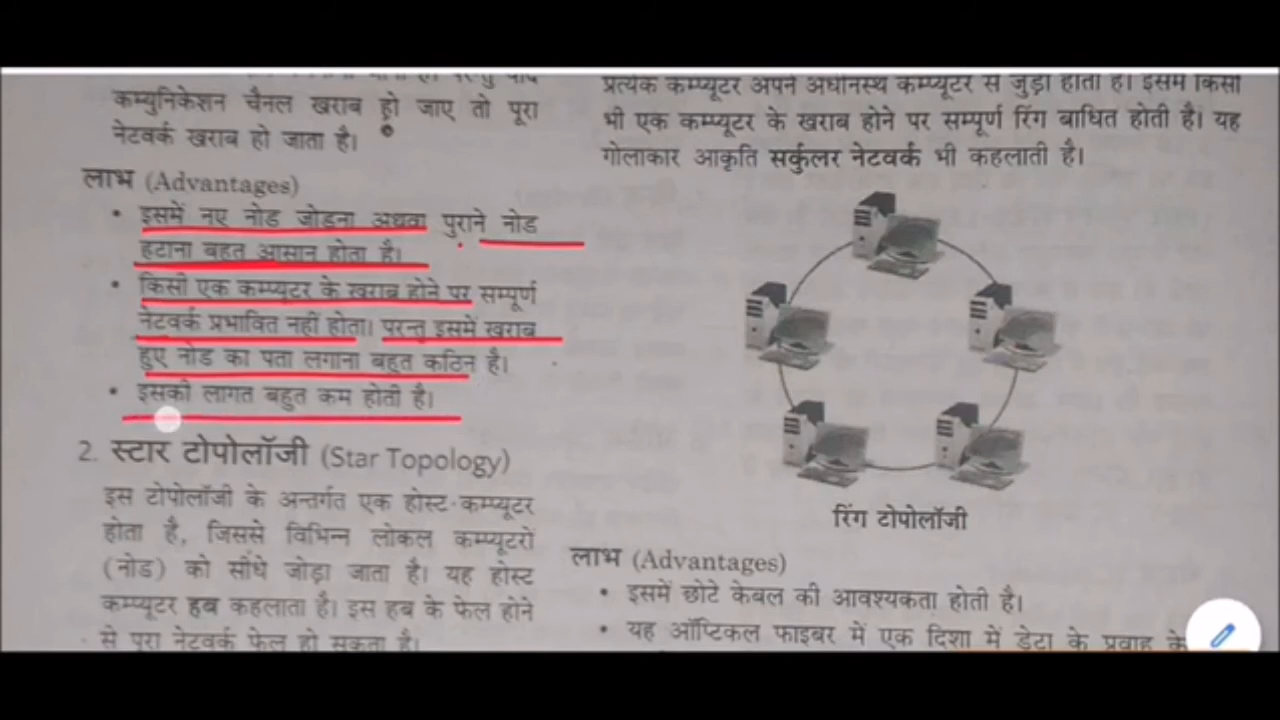 कम्युनिकेशन चैनल खराब हो जाए तो पूरा
नेटवर्क खराब हो जाता है।
लाभ (Advantages)
• इसमें नए नोड जोड़ना अथवा पुराने नोड
हटाना बहुत आसान होता है।
• किसी एक कम्प्यूटर के खराब होने पर सम्पूर्ण
नेटवर्क प्रभावित नहीं होता। परन्तु इसमें खराब
हुए नोड का पता लगाना बहुत कठिन है।
• इसकी लागत बहुत कम होती है।
2. स्टार टोपोलॉजी (Star Topology)
इस टोपोलॉजी के अन्तर्गत एक होस्ट कम्प्यूटर
होता है, जिससे विभिन्न लोकल कम्प्यूटरों
(नोड) को सीधे जोड़ा जाता है। यह होस्ट
कम्प्यूटर हब कहलाता है। इस हब के फेल होने
से पूरा नेटवर्क फेल हो सकता है।
प्रत्येक कम्प्यूटर अपने अधीनस्थ कम्प्यूटर से जुड़ा होता है। इसमें किसी
भी एक कम्प्यूटर के खराब होने पर सम्पूर्ण रिंग बाधित होती है। यह
गोलाकार आकृति सर्कुलर नेटवर्क भी कहलाती है।
रिंग टोपोलॉजी
लाभ (Advantages)
• इसमें छोटे केबल की आवश्यकता होती है।
• यह ऑप्टिकल फाइबर में एक दिशा में डेटा के प्रवाह के